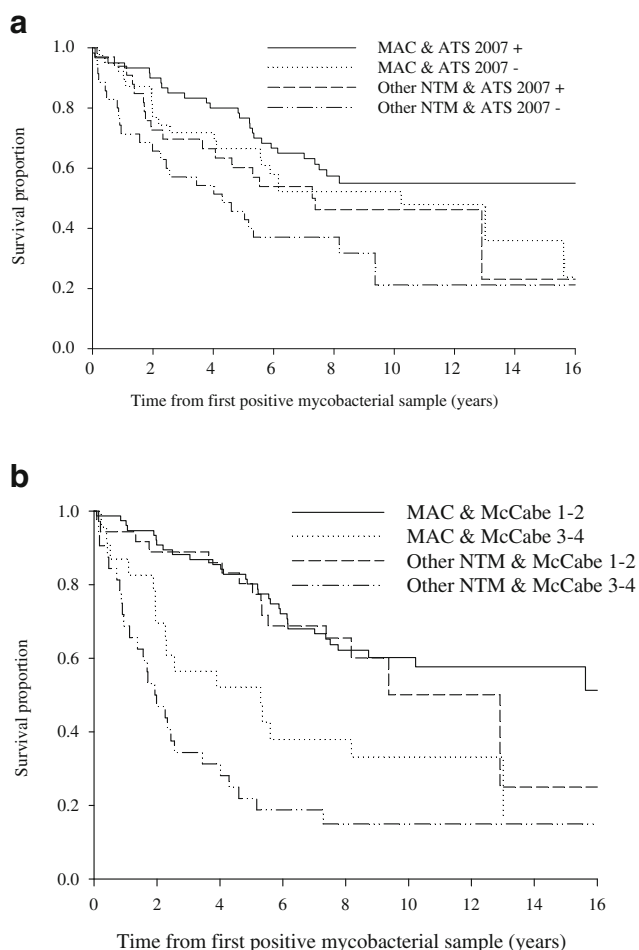 a
MAC & ATS 2007 +
MAC & ATS 2007 -
Other NTM & ATS 2007 +
Other NTM & ATS 2007 -
Survival proportion
1.0
0.8
0.6
0.4
0.2
0.0
0 2 4 6 8 10 12 14 16
Time from first positive mycobacterial sample (years)
b
MAC & McCabe 1-2
MAC & McCabe 3-4
Other NTM & McCabe 1-2
Other NTM & McCabe 3-4
Survival proportion
1.0
0.8
0.6
0.4
0.2
0.0
0 2 4 6 8 10 12 14 16
Time from first positive mycobacterial sample (years)